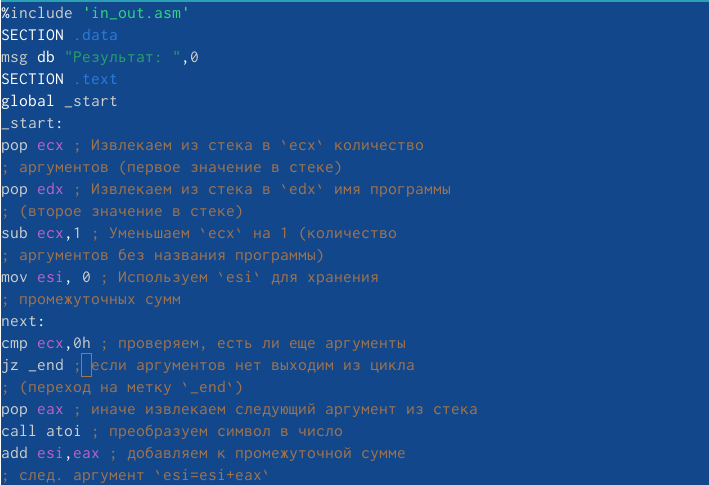 %include 'in_out.asm'
SECTION .data
msg db "Результат: ",0
SECTION .text
global _start
_start:
pop ecx ; Извлекаем из стека в `ecx` количество
; аргументов (первое значение в стеке)
pop edx ; Извлекаем из стека в `edx` имя программы
; (второе значение в стеке)
sub ecx,1 ; Уменьшаем `ecx` на 1 (количество
; аргументов без названия программы)
mov esi, 0 ; Используем `esi` для хранения
; промежуточных сумм
next:
cmp ecx,0h ; проверяем, есть ли еще аргументы
jz _end ; если аргументов нет выходим из цикла
; (переход на метку `_end`)
pop eax ; иначе извлекаем следующий аргумент из стека
call atoi ; преобразуем символ в число
add esi,eax ; добавляем к промежуточной сумме
; след. аргумент `esi=esi+eax`